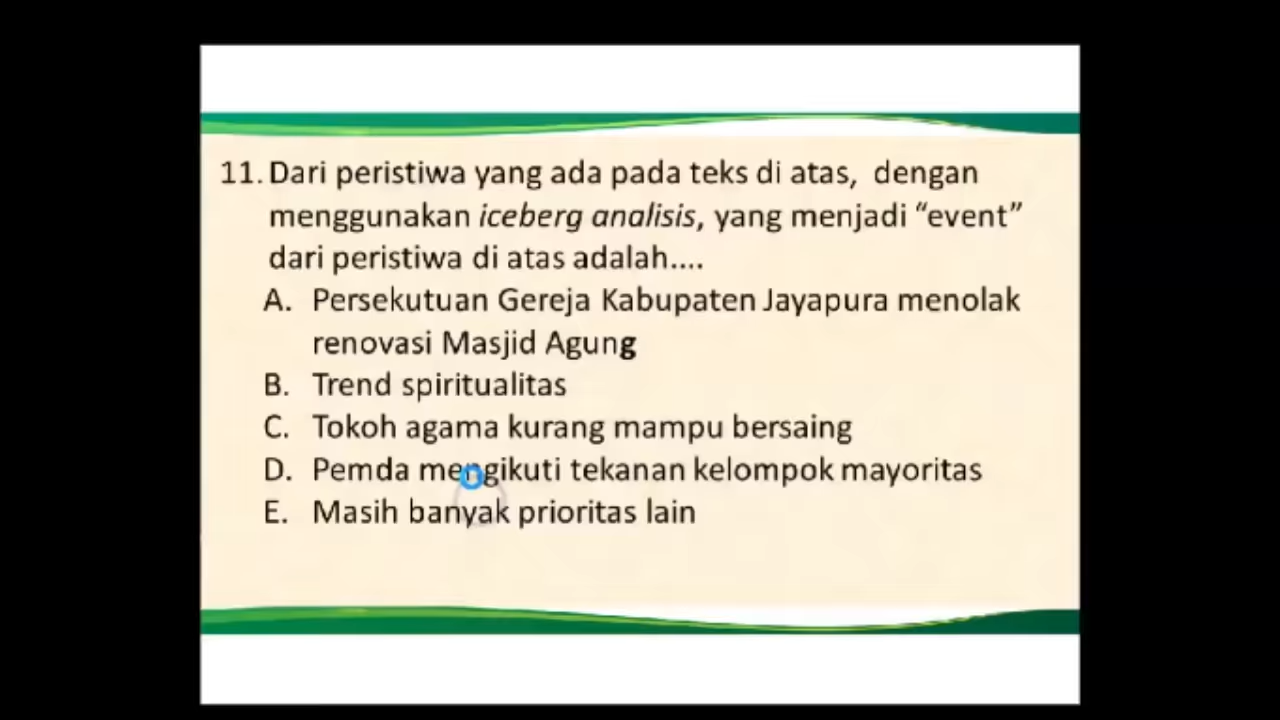 11. Dari peristiwa yang ada pada teks di atas, dengan
menggunakan iceberg analisis, yang menjadi “event”
dari peristiwa di atas adalah....
A. Persekutuan Gereja Kabupaten Jayapura menolak
renovasi Masjid Agung
B. Trend spiritualitas
C. Tokoh agama kurang mampu bersaing
D. Pemda mengikuti tekanan kelompok mayoritas
E. Masih banyak prioritas lain